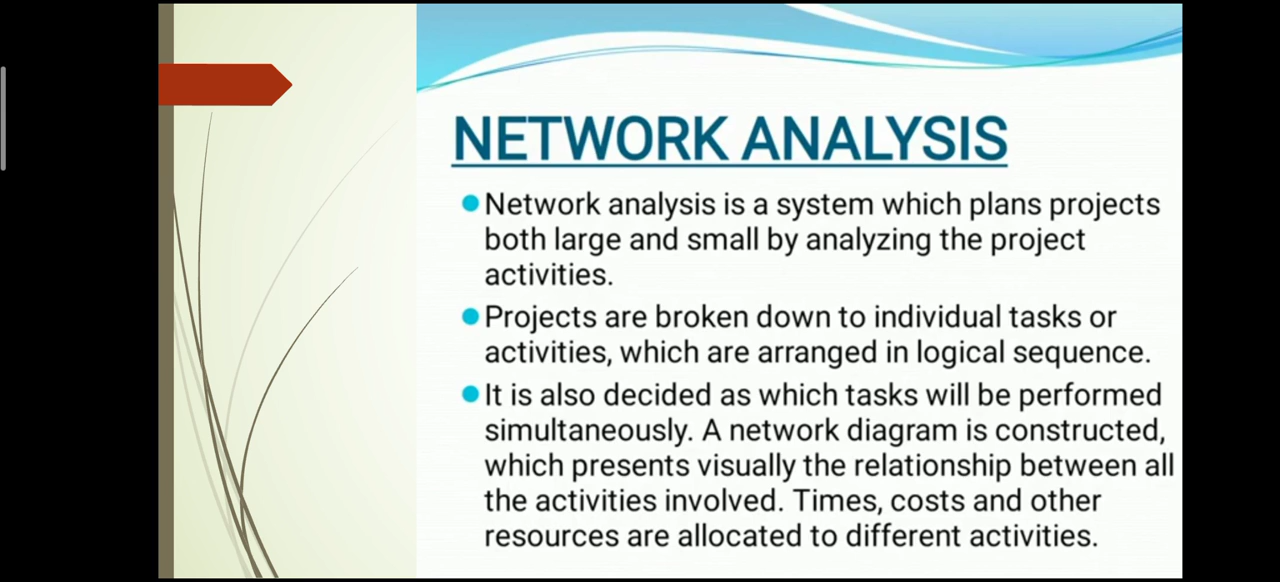 NETWORK ANALYSIS
Network analysis is a system which plans projects
both large and small by analyzing the project
activities.
Projects are broken down to individual tasks or
activities, which are arranged in logical sequence.
It is also decided as which tasks will be performed
simultaneously. A network diagram is constructed,
which presents visually the relationship between all
the activities involved. Times, costs and other
resources are allocated to different activities.